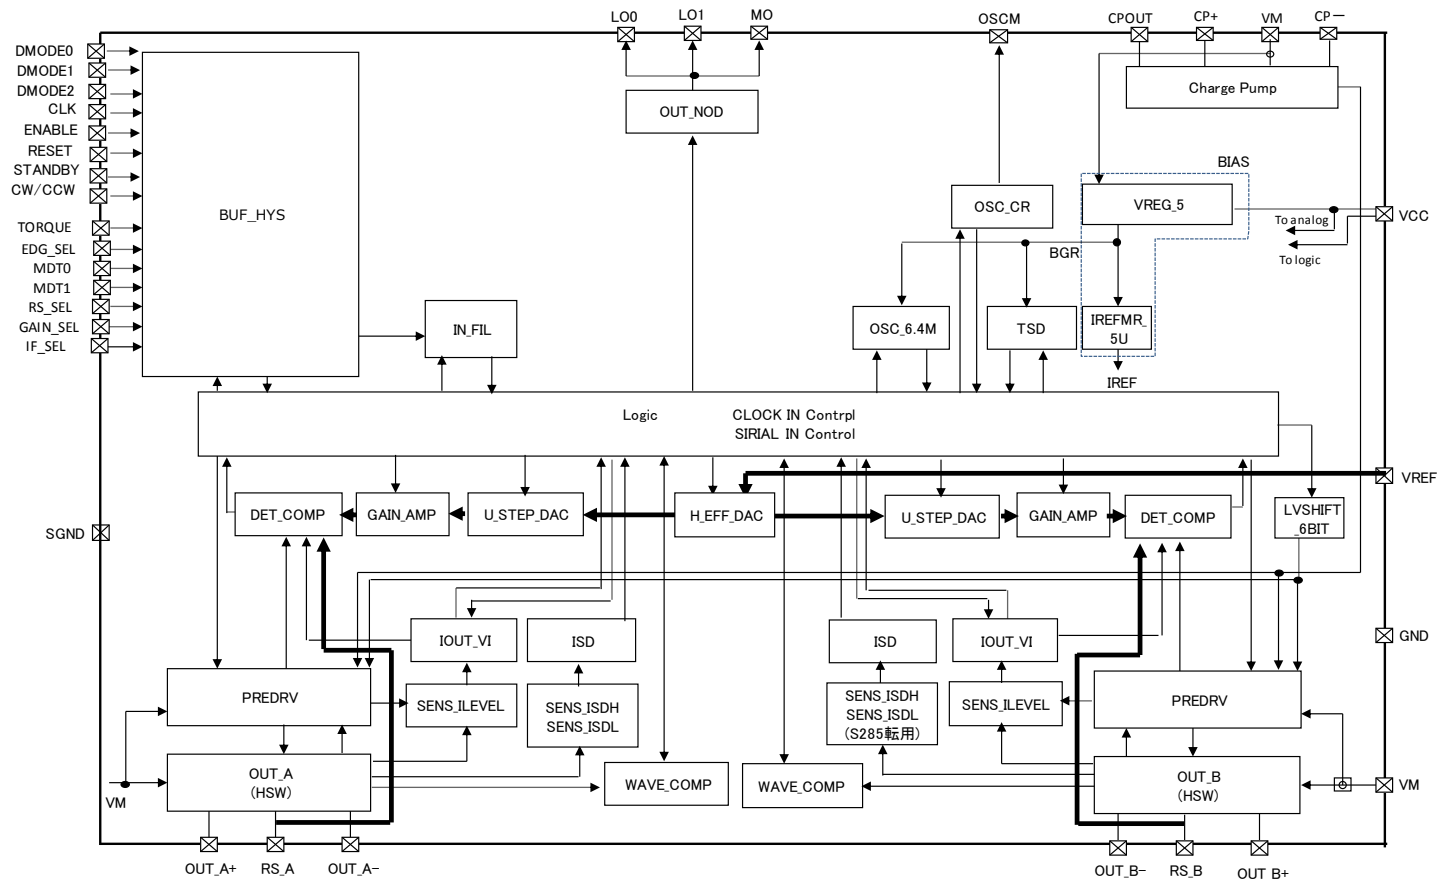 LO0
LO1
MO
OSCM
CPOUT
CP+
VM
CP－
DMODE0
DMODE1
DMODE2
CLK
ENABLE
RESET
STANDBY
CW/CCW
TORQUE
EDG_SEL
MDT0
MDT1
RS_SEL
GAIN_SEL
IF_SEL
BUF_HYS
OUT_NOD
Charge Pump
BIAS
OSC_CR
VREG_5
To analog
VCC
BGR
To logic
IN_FIL
OSC_6.4M
TSD
IREFMR_
5U
IREF
Logic CLOCK IN Contrpl
SIRIAL IN Control
VREF
DET_COMP
GAIN_AMP
U_STEP_DAC
H_EFF_DAC
U_STEP_DAC
GAIN_AMP
DET_COMP
LVSHIFT
_6BIT
SGND
GND
IOUT_VI
ISD
ISD
IOUT_VI
PREDRV
SENS_ILEVEL
SENS_ISDH
SENS_ISDL
SENS_ISDH
SENS_ISDL
(S285転用)
SENS_ILEVEL
PREDRV
OUT_A
(HSW)
WAVE_COMP
WAVE_COMP
OUT_B
(HSW)
VM
VM
OUT_A+
RS_A
OUT_A-
OUT_B-
RS_B
OUT B+